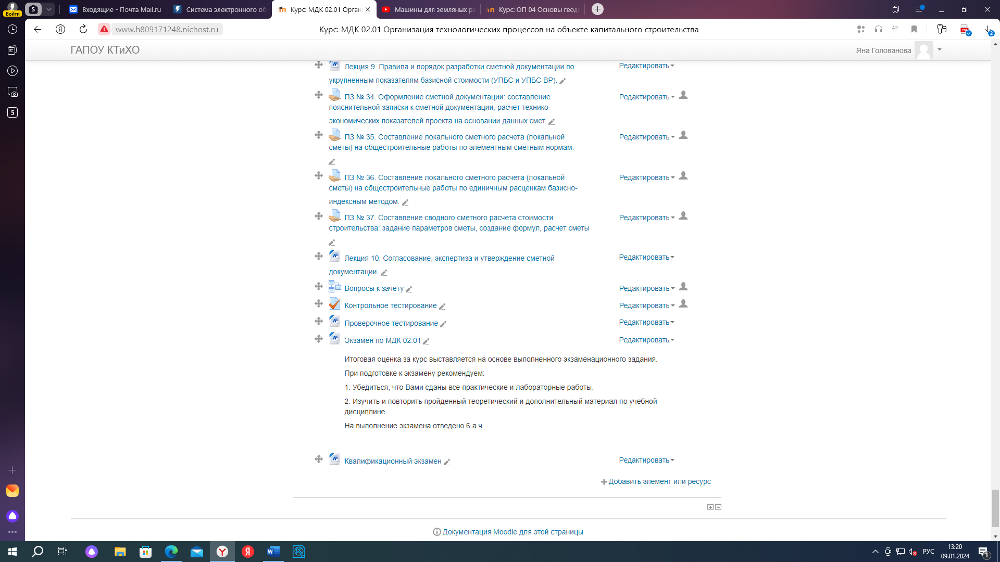 Войти
5
Входящие - Почта Mail.ru
Система электронного об
Курс: МДК 02.01 Орган
Машины для земляных ра
Курс: ОП 04 Основы геоде
www.h809171248.nichost.ru
Курс: МДК 02.01 Организация технологических процессов на объекте капитального строительства
2
5
ГАПОУ КТиХО
Яна Голованова
Лекция 9. Правила и порядок разработки сметной документации по
Редактировать
укрупненным показателям базисной стоимости (УПБС и УПБС ВР).
ПЗ № 34. Оформление сметной документации: составление
Редактировать
пояснительной записки к сметной документации, расчет технико-
экономических показателей проекта на основании данных смет.
ПЗ № 35. Составление локального сметного расчета (локальной
Редактировать
сметы) на общестроительные работы по элементным сметным нормам.
ПЗ № 36. Составление локального сметного расчета (локальной
Редактировать
сметы) на общестроительные работы по единичным расценкам базисно-
индексным методом.
ПЗ № 37. Составление сводного сметного расчета стоимости
Редактировать
строительства: задание параметров сметы, создание формул, расчет сметы
Лекция 10. Согласование, экспертиза и утверждение сметной
Редактировать
документации.
Вопросы к зачёту
Редактировать
Контрольное тестирование
Редактировать
Проверочное тестирование
Редактировать
Экзамен по МДК 02.01
Редактировать
Итоговая оценка за курс выставляется на основе выполненного экзаменационного задания.
При подготовке к экзамену рекомендуем:
1. Убедиться, что Вами сданы все практические и лабораторные работы.
2. Изучить и повторить пройденный теоретический и дополнительный материал по учебной
дисциплине.
На выполнение экзамена отведено 6 а.ч.
Квалификационный экзамен
Редактировать
Добавить элемент или ресурс
Документация Moodle для этой страницы
РУС
13:20
09.01.2024
1